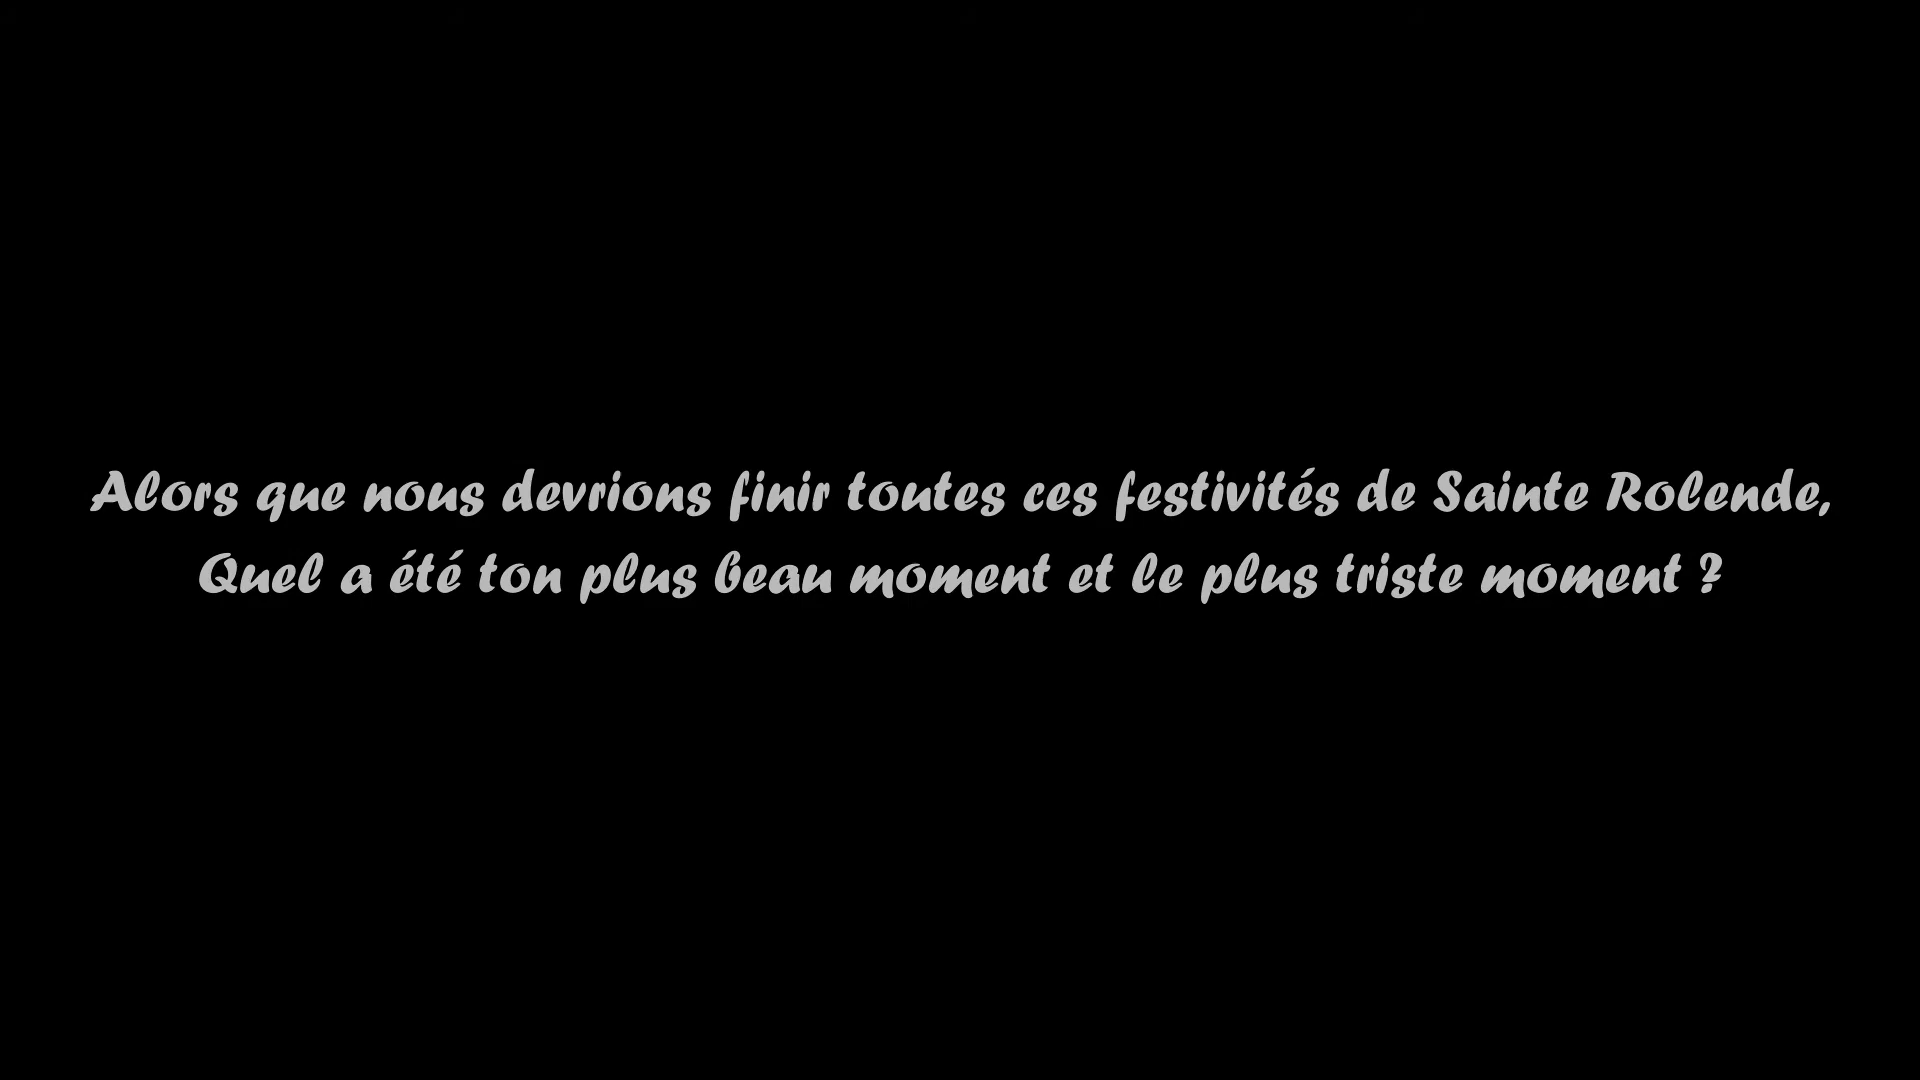 Alors que nous devrions finir toutes ces festivités de Sainte Rolende,
Quel a été ton plus beau moment et le plus triste moment ?